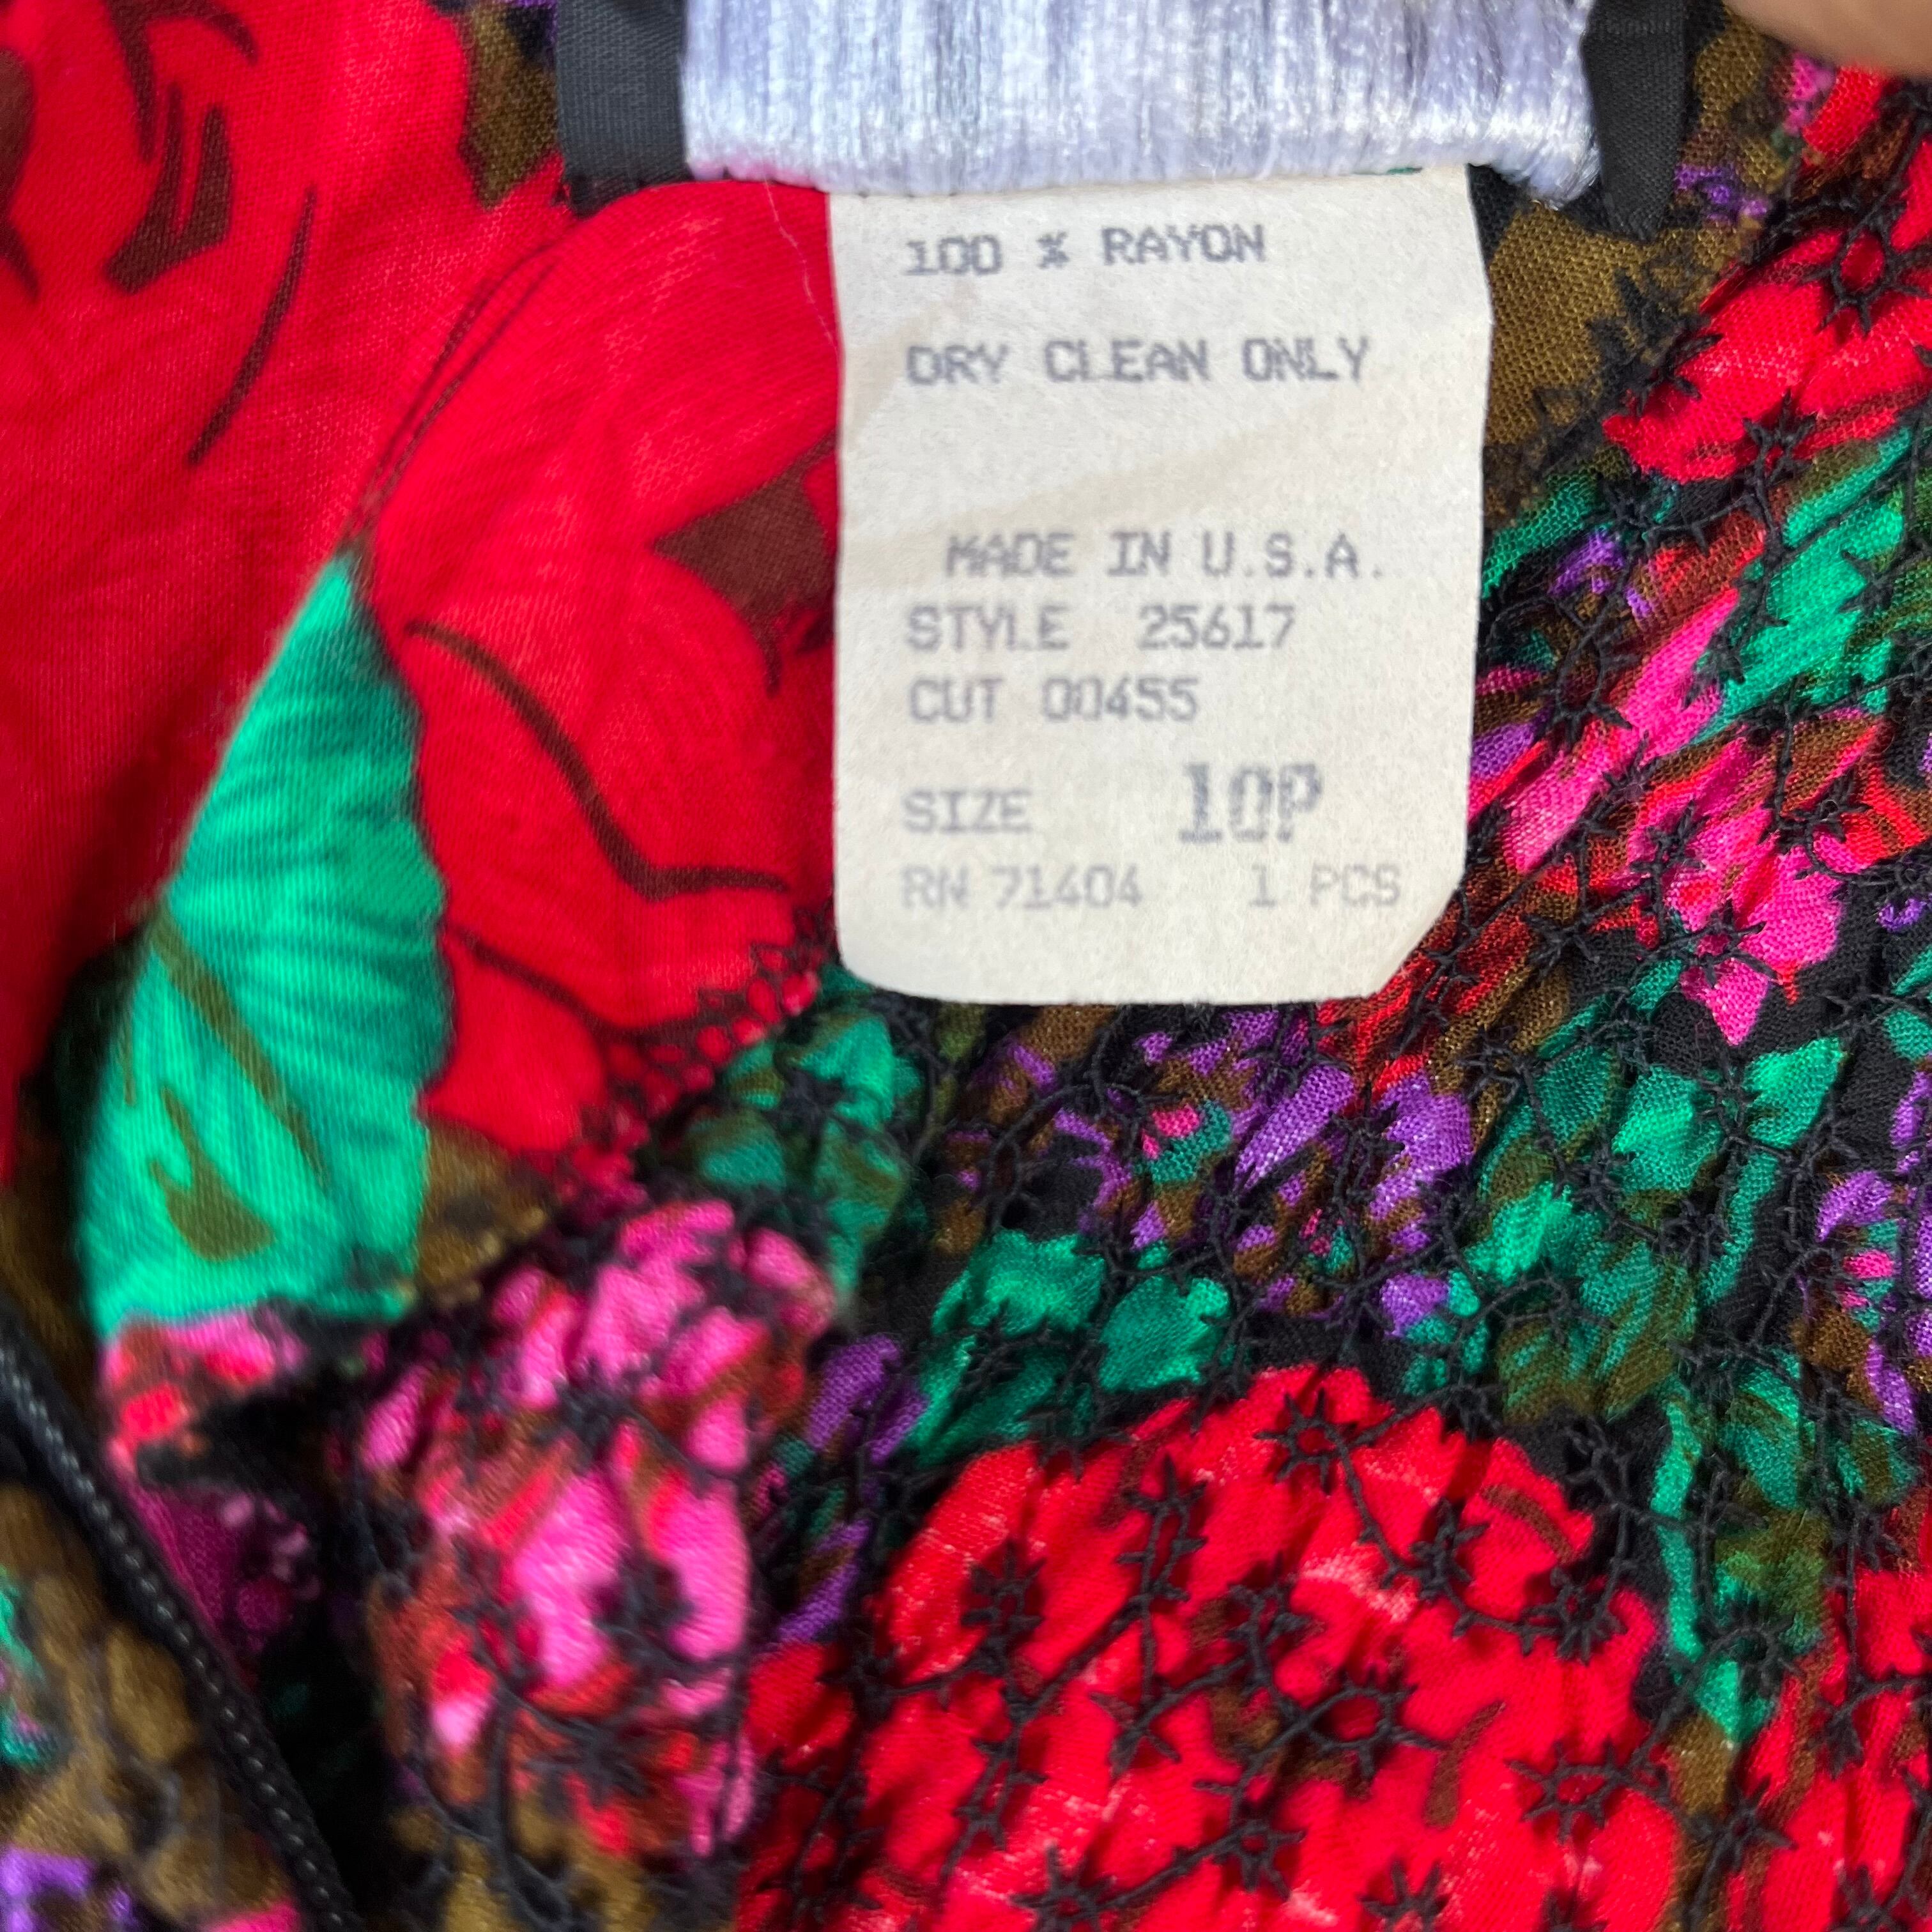 100 % RAYON
DRY CLEAN ONLY
MADE IN U.S.A.
STYLE 25617
CUT 00455
SIZE 10P
RN 71404 1 PCS